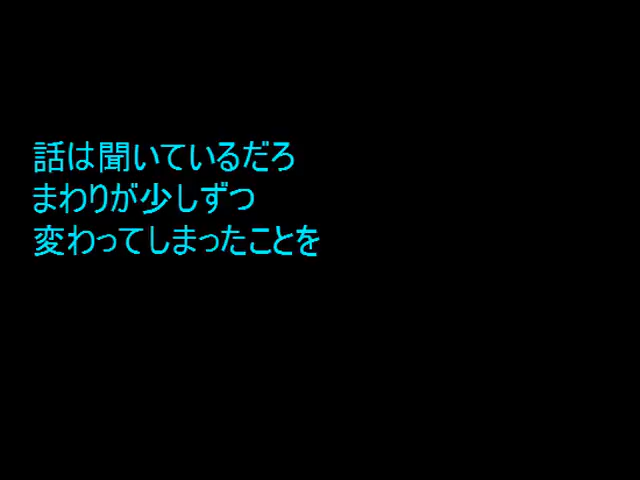 話は聞いているだろ
まわりが少しずつ
変わってしまったことを